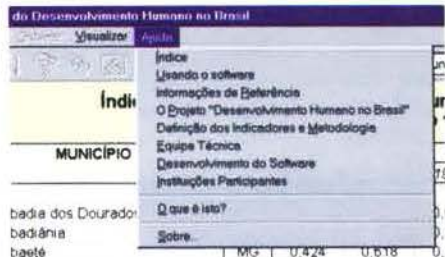 do Desenvolvimento Humano no Brasil
Visualizar Ajuda
Índice
Usando o software
Informações de Referência
O Projeto "Desenvolvimento Humano no Brasil"
Definição dos Indicadores e Metodologia
Equipe Técnica
Desenvolvimento do Software
Instituições Participantes
O que é isto?
Sobre...
Índi
MUNICÍPIO
badia dos Dourado
badiânia
baeté MG 0.424 0.618 0.